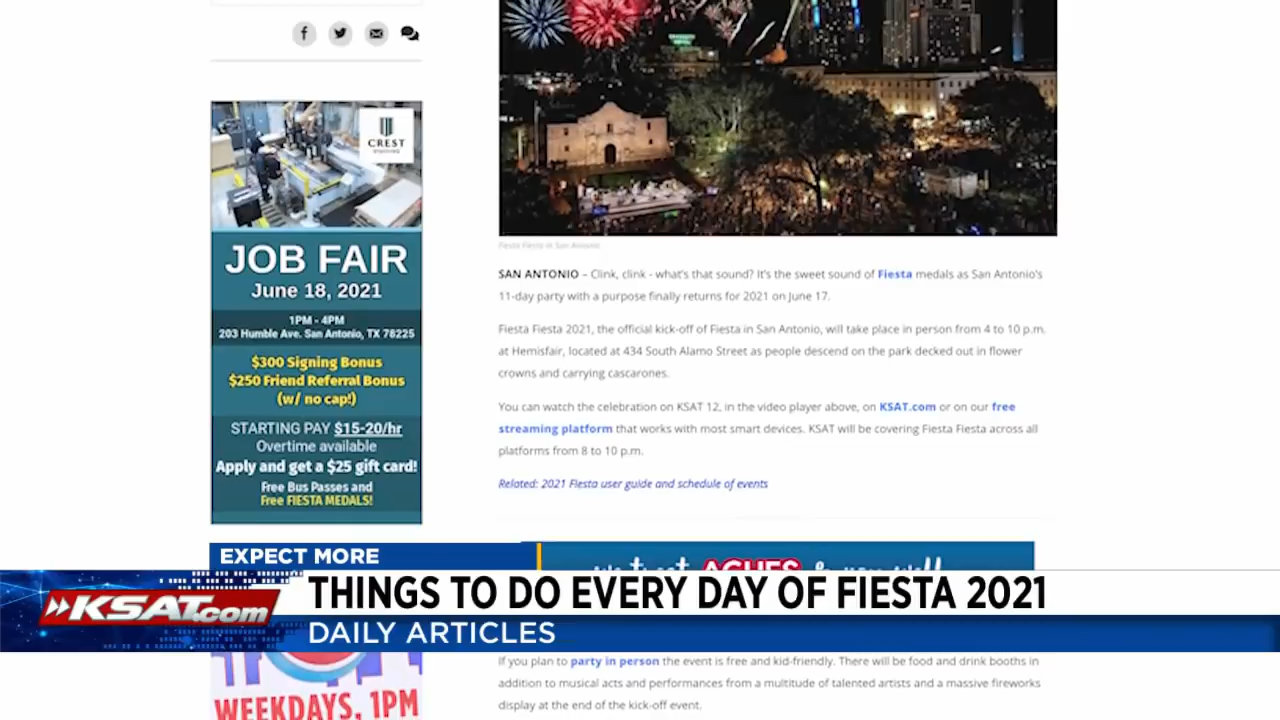 CREST
JOB FAIR
June 18, 2021
1PM - 4PM
203 Humble Ave. San Antonio, TX 78225
$300 Signing Bonus
$250 Friend Referral Bonus
(w/ no cap!)
STARTING PAY $15-20/hr
Overtime available
Apply and get a $25 gift card!
Free Bus Passes and
Free FIESTA MEDALS!
Fiesta Fiesta in San Antonio
SAN ANTONIO – Clink, clink - what's that sound? It's the sweet sound of Fiesta medals as San Antonio's
11-day party with a purpose finally returns for 2021 on June 17.
Fiesta Fiesta 2021, the official kick-off of Fiesta in San Antonio, will take place in person from 4 to 10 p.m.
at Hemisfair, located at 434 South Alamo Street as people descend on the park decked out in flower
crowns and carrying cascarones.
You can watch the celebration on KSAT 12, in the video player above, on KSAT.com or on our free
streaming platform that works with most smart devices. KSAT will be covering Fiesta Fiesta across all
platforms from 8 to 10 p.m.
Related: 2021 Fiesta user guide and schedule of events
EXPECT MORE
KSAT.com
THINGS TO DO EVERY DAY OF FIESTA 2021
DAILY ARTICLES
WEEKDAYS, 1PM
If you plan to party in person the event is free and kid-friendly. There will be food and drink booths in
addition to musical acts and performances from a multitude of talented artists and a massive fireworks
display at the end of the kick-off event.